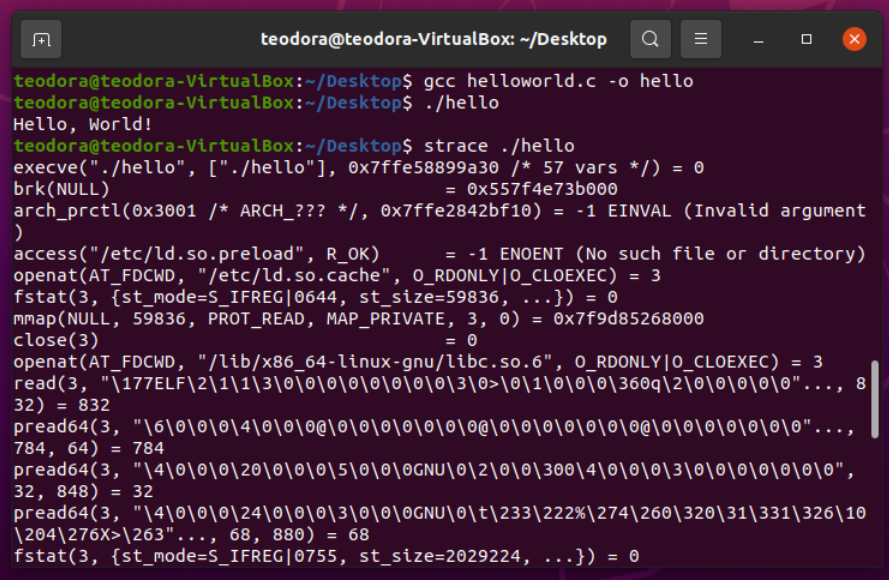 teodora@teodora-VirtualBox: ~/Desktop
teodora@teodora-VirtualBox:~/Desktop$ gcc helloworld.c -o hello
teodora@teodora-VirtualBox:~/Desktop$ ./hello
Hello, World!
teodora@teodora-VirtualBox:~/Desktop$ strace ./hello
execve("./hello", ["./hello"], 0x7ffe58899a30 /* 57 vars */) = 0
brk(NULL)                               = 0x557f4e73b000
arch_prctl(0x3001 /* ARCH_??? */, 0x7ffe2842bf10) = -1 EINVAL (Invalid argument
)
access("/etc/ld.so.preload", R_OK)      = -1 ENOENT (No such file or directory)
openat(AT_FDCWD, "/etc/ld.so.cache", O_RDONLY|O_CLOEXEC) = 3
fstat(3, {st_mode=S_IFREG|0644, st_size=59836, ...}) = 0
mmap(NULL, 59836, PROT_READ, MAP_PRIVATE, 3, 0) = 0x7f9d85268000
close(3)                                = 0
openat(AT_FDCWD, "/lib/x86_64-linux-gnu/libc.so.6", O_RDONLY|O_CLOEXEC) = 3
read(3, "\177ELF\2\1\1\3\0\0\0\0\0\0\0\0\3\0>\0\1\0\0\0\360q\2\0\0\0\0\0"..., 8
32) = 832
pread64(3, "\6\0\0\0\4\0\0\0@\0\0\0\0\0\0\0@\0\0\0\0\0\0\0@\0\0\0\0\0\0\0"...,
784, 64) = 784
pread64(3, "\4\0\0\0\20\0\0\0\5\0\0\0GNU\0\2\0\0\300\4\0\0\0\3\0\0\0\0\0\0\0",
32, 848) = 32
pread64(3, "\4\0\0\0\24\0\0\0\3\0\0\0GNU\0\t\233\222%\274\260\320\31\331\326\10
\204\276X>\263"..., 68, 880) = 68
fstat(3, {st_mode=S_IFREG|0755, st_size=2029224, ...}) = 0